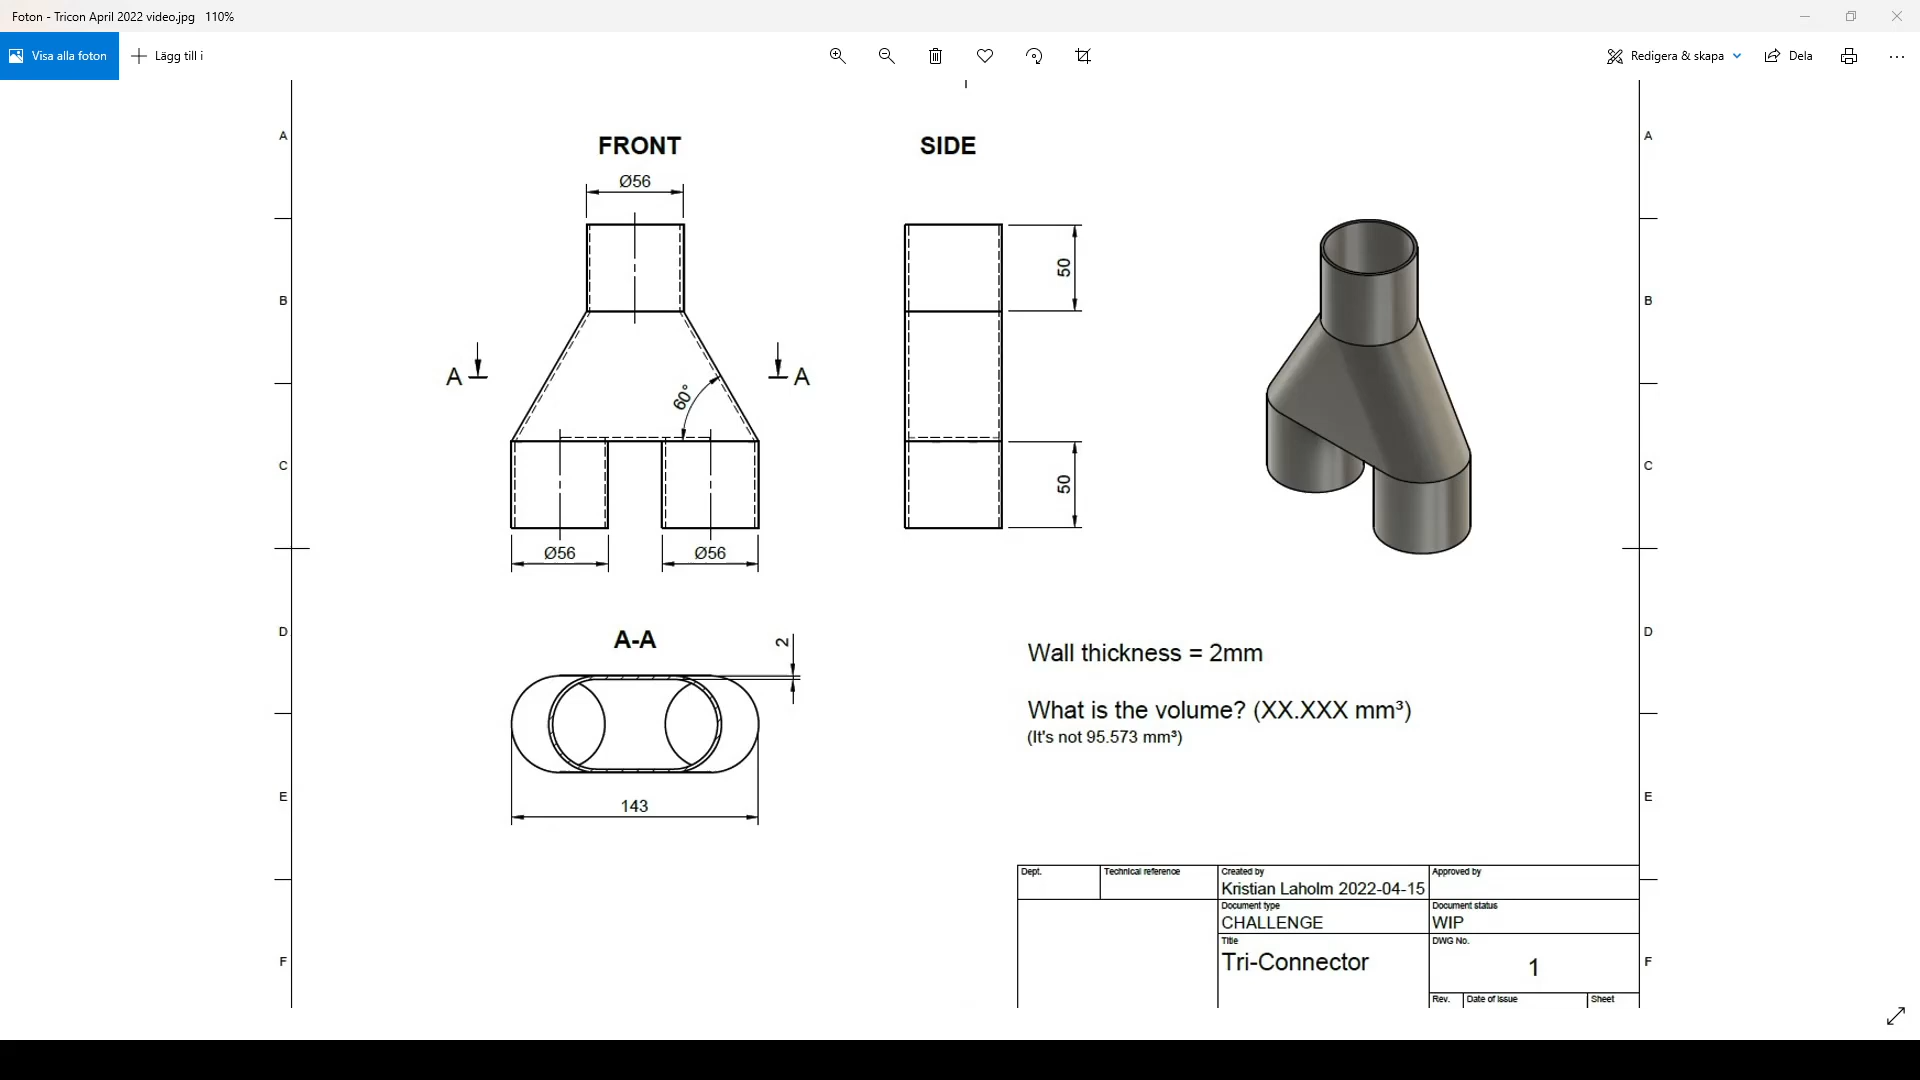 Foton - Tricon April 2022 video.jpg 110%
Visa alla foton
Lägg till i
Redigera & skapa
Dela
A
A
FRONT
SIDE
Ø56
50
B
B
A
A
60°
C
C
50
Ø56
Ø56
D
D
A-A
2
Wall thickness = 2mm
What is the volume? (XX.XXX mm³)
(It's not 95.573 mm³)
E
E
143
Dept.
Technical reference
Created by
Approved by
Kristian Laholm 2022-04-15
Document type
Document status
CHALLENGE
WIP
Title
DWG No.
Tri-Connector
1
F
F
Rev.
Date of issue
Sheet